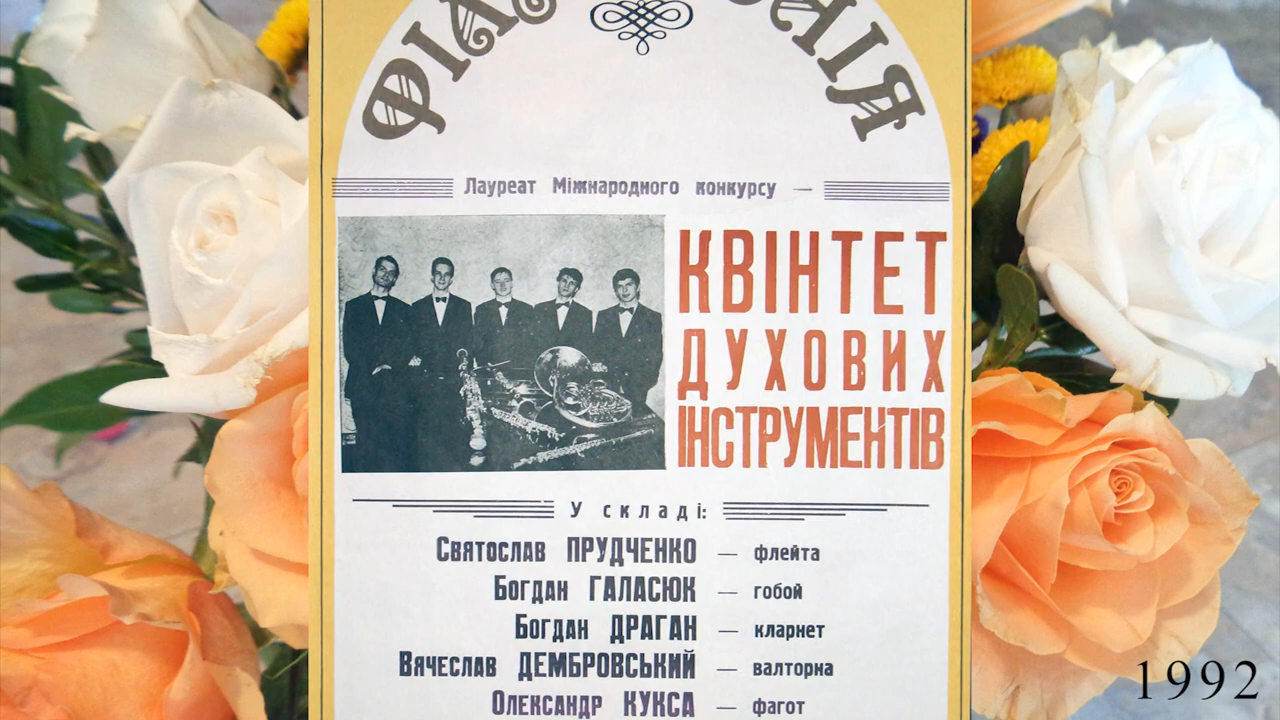 Лауреат Міжнародного конкурсу —
КВІНТЕТ
ДУХОВИХ
ІНСТРУМЕНТІВ
У складі:
Святослав ПРУДЧЕНКО — флейта
Богдан ГАЛАСЮК — гобой
Богдан ДРАГАН — кларнет
Вячеслав ДЕМБРОВСЬКИЙ — валторна
Олександр КУКСА — фагот
1992